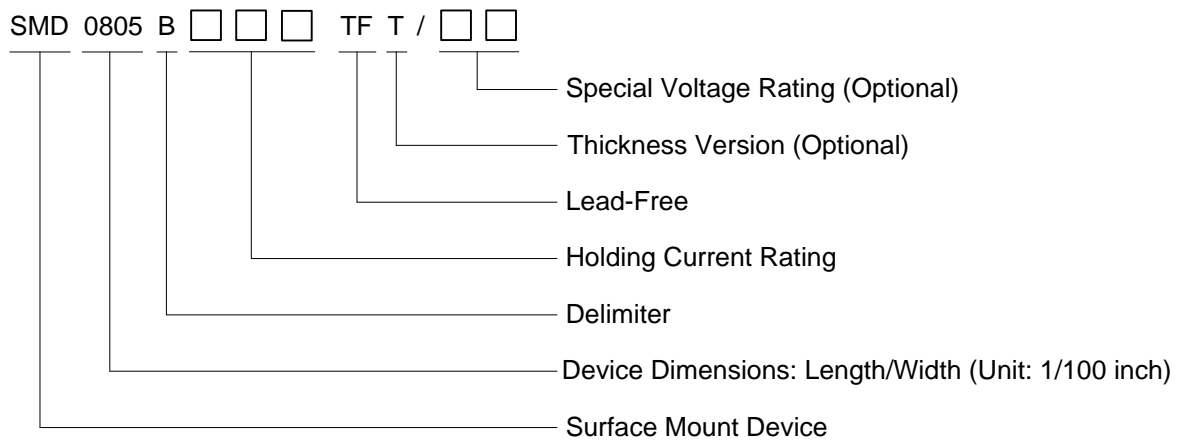 SMD 0805 B □ □ □ TF T / □ □
Special Voltage Rating (Optional)
Thickness Version (Optional)
Lead-Free
Holding Current Rating
Delimiter
Device Dimensions: Length/Width (Unit: 1/100 inch)
Surface Mount Device